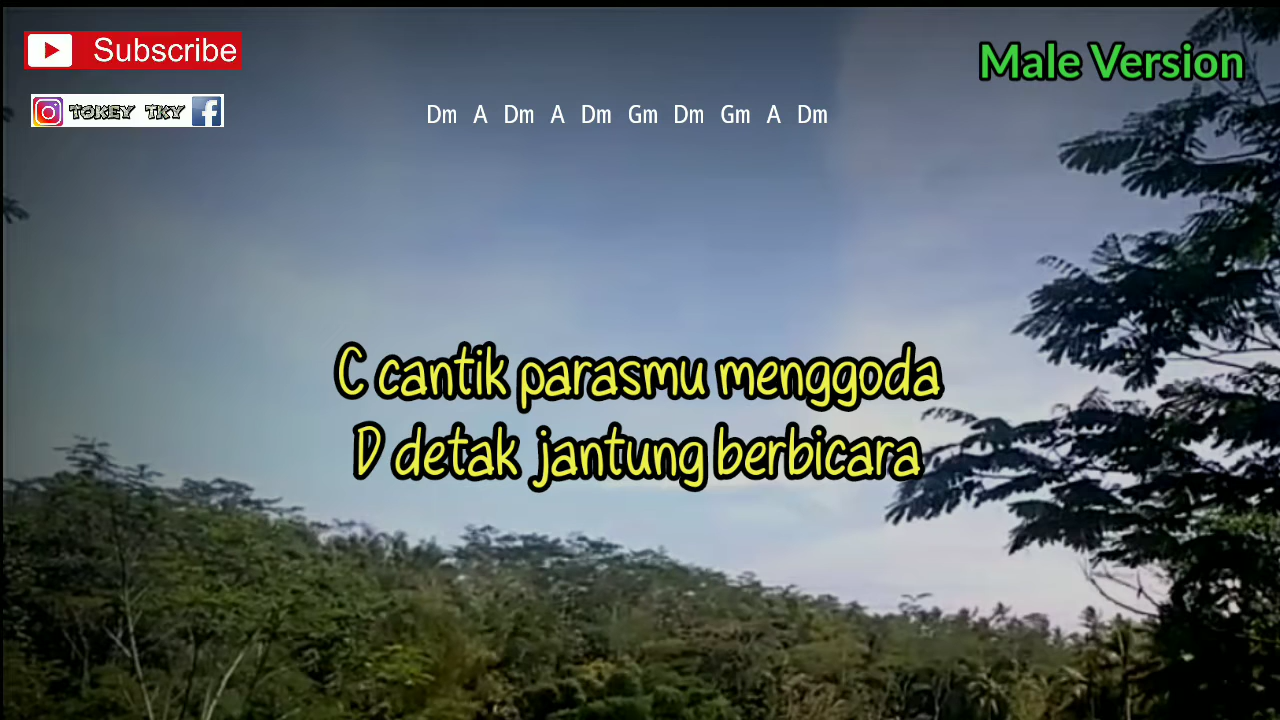 Subscribe
Male Version
TOKEY TKY
Dm A Dm A Dm Gm Dm Gm A Dm
C cantik parasmu menggoda
D detak jantung berbicara